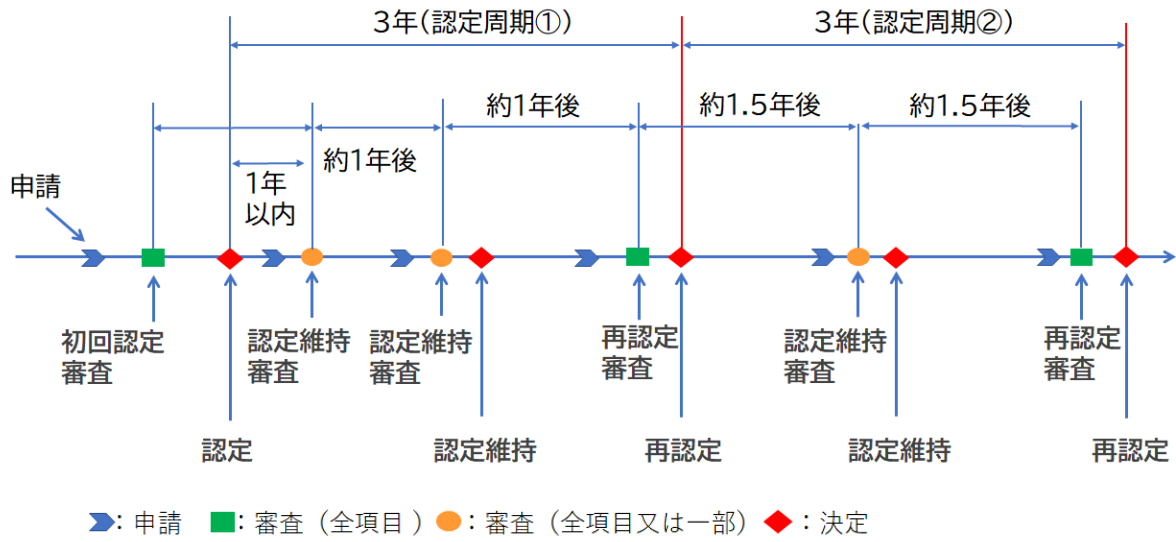 3年(認定周期①)
3年(認定周期②)
約1年後
約1.5年後
約1.5年後
約1年後
1年
以内
申請
初回認定
審査
認定維持
審査
認定維持
審査
再認定
審査
認定維持
審査
再認定
審査
認定
認定維持
再認定
認定維持
再認定
：申請
：審査（全項目）
：審査（全項目又は一部）
：決定